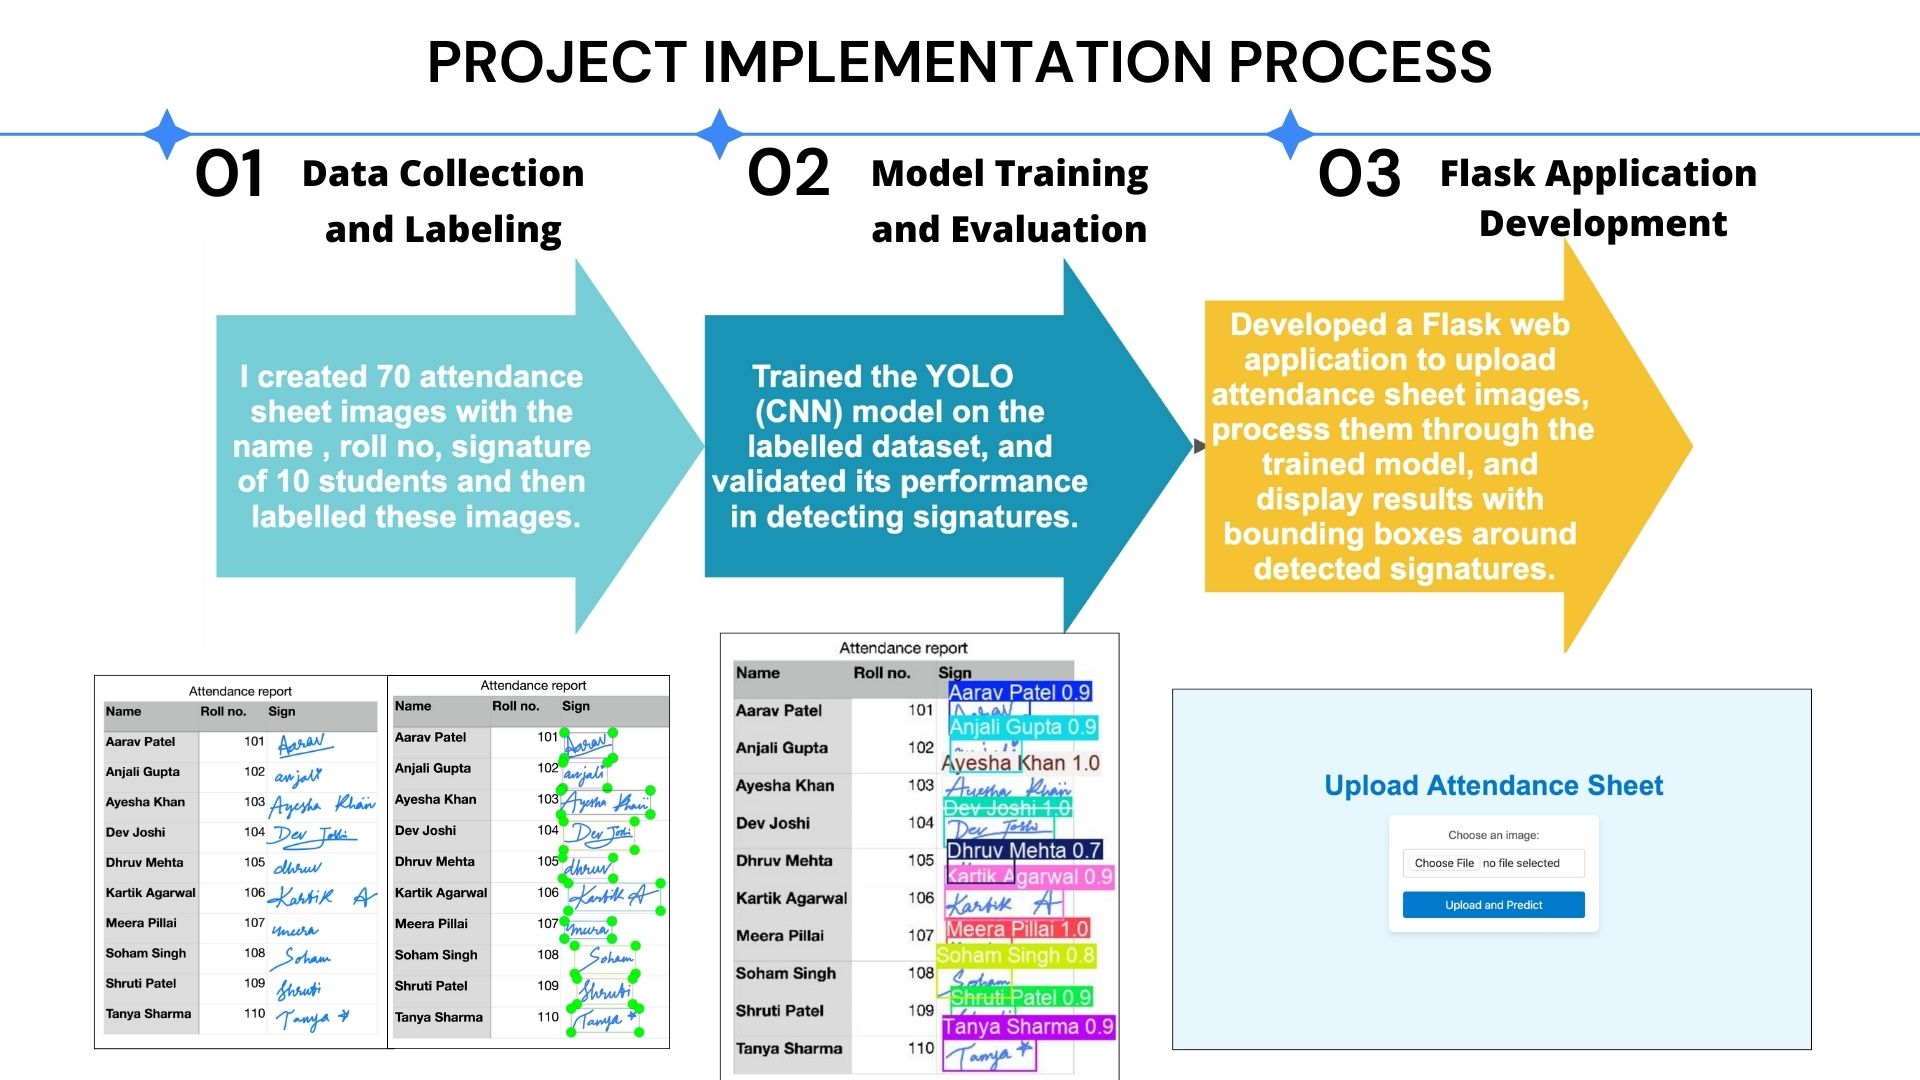 PROJECT IMPLEMENTATION PROCESS
01
Data Collection
and Labeling
I created 70 attendance
sheet images with the
name , roll no, signature
of 10 students and then
labelled these images.
02
Model Training
and Evaluation
Trained the YOLO
(CNN) model on the
labelled dataset, and
validated its performance
in detecting signatures.
03
Flask Application
Development
Developed a Flask web
application to upload
attendance sheet images,
process them through the
trained model, and
display results with
bounding boxes around
detected signatures.
Attendance report
Name Roll no. Sign
Aarav Patel 101 Aarav
Anjali Gupta 102 anjali
Ayesha Khan 103 Ayesha Khan
Dev Joshi 104 Dev Joshi
Dhruv Mehta 105 dhruv
Kartik Agarwal 106 Kartik A
Meera Pillai 107 meera
Soham Singh 108 Soham
Shruti Patel 109 Shruti
Tanya Sharma 110 Tanya
Attendance report
Name Roll no. Sign
Aarav Patel 101 Aarav
Anjali Gupta 102 anjali
Ayesha Khan 103 Ayesha Khan
Dev Joshi 104 Dev Joshi
Dhruv Mehta 105 dhruv
Kartik Agarwal 106 Kartik A
Meera Pillai 107 meera
Soham Singh 108 Soham
Shruti Patel 109 Shruti
Tanya Sharma 110 Tanya
Attendance report
Name Roll no. Sign
Aarav Patel 0.9
Aarav Patel 101 Aarav
Anjali Gupta 0.9
Anjali Gupta 102
Ayesha Khan 1.0
Ayesha Khan 103 Ayesha Khan
Dev Joshi 1.0
Dev Joshi 104 Dev Joshi
Dhruv Mehta 0.7
Dhruv Mehta 105
Kartik Agarwal 0.9
Kartik Agarwal 106 Kartik A
Meera Pillai 1.0
Meera Pillai 107
Soham Singh 0.8
Soham Singh 108 Soham
Shruti Patel 0.9
Shruti Patel 109
Tanya Sharma 0.9
Tanya Sharma 110 Tanya
Upload Attendance Sheet
Choose an image:
Choose File no file selected
Upload and Predict